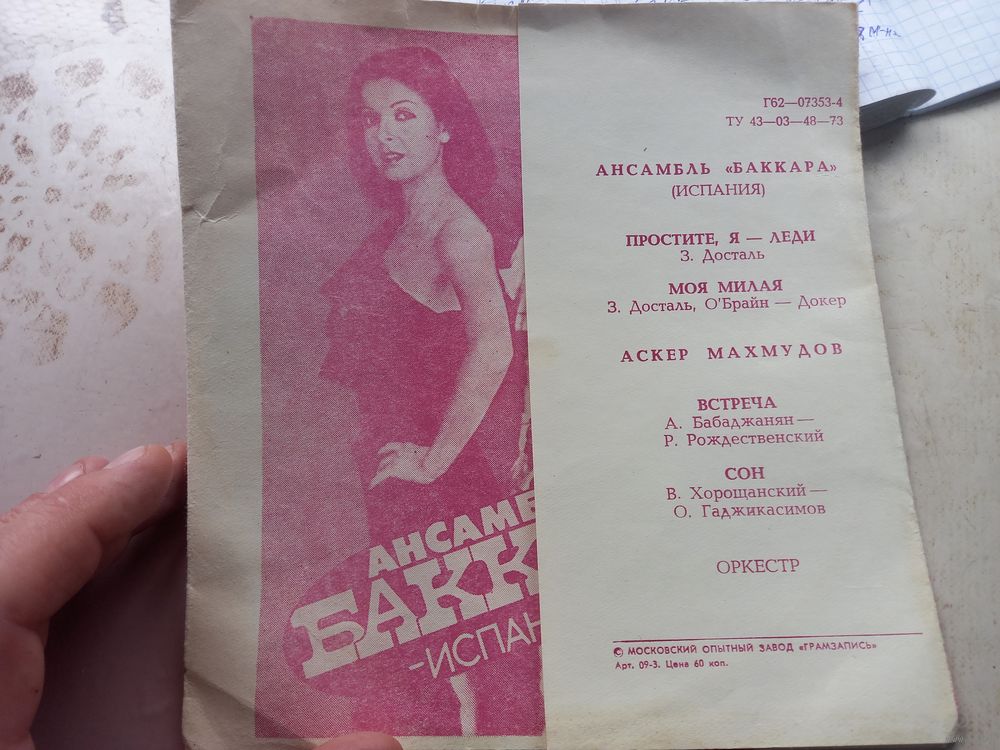 Г62—07353-4
ТУ 43—03—48—73
АНСАМБЛЬ «БАККАРА»
(ИСПАНИЯ)
ПРОСТИТЕ, Я — ЛЕДИ
З. Досталь
МОЯ МИЛАЯ
З. Досталь, О'Брайн — Докер
АСКЕР МАХМУДОВ
ВСТРЕЧА
А. Бабаджанян—
Р. Рождественский
СОН
В. Хорощанский—
О. Гаджикасимов
ОРКЕСТР
© МОСКОВСКИЙ ОПЫТНЫЙ ЗАВОД «ГРАМЗАПИСЬ»
Арт. 09-3. Цена 60 коп.
АНСАМБ
БАКК
-ИСПАН